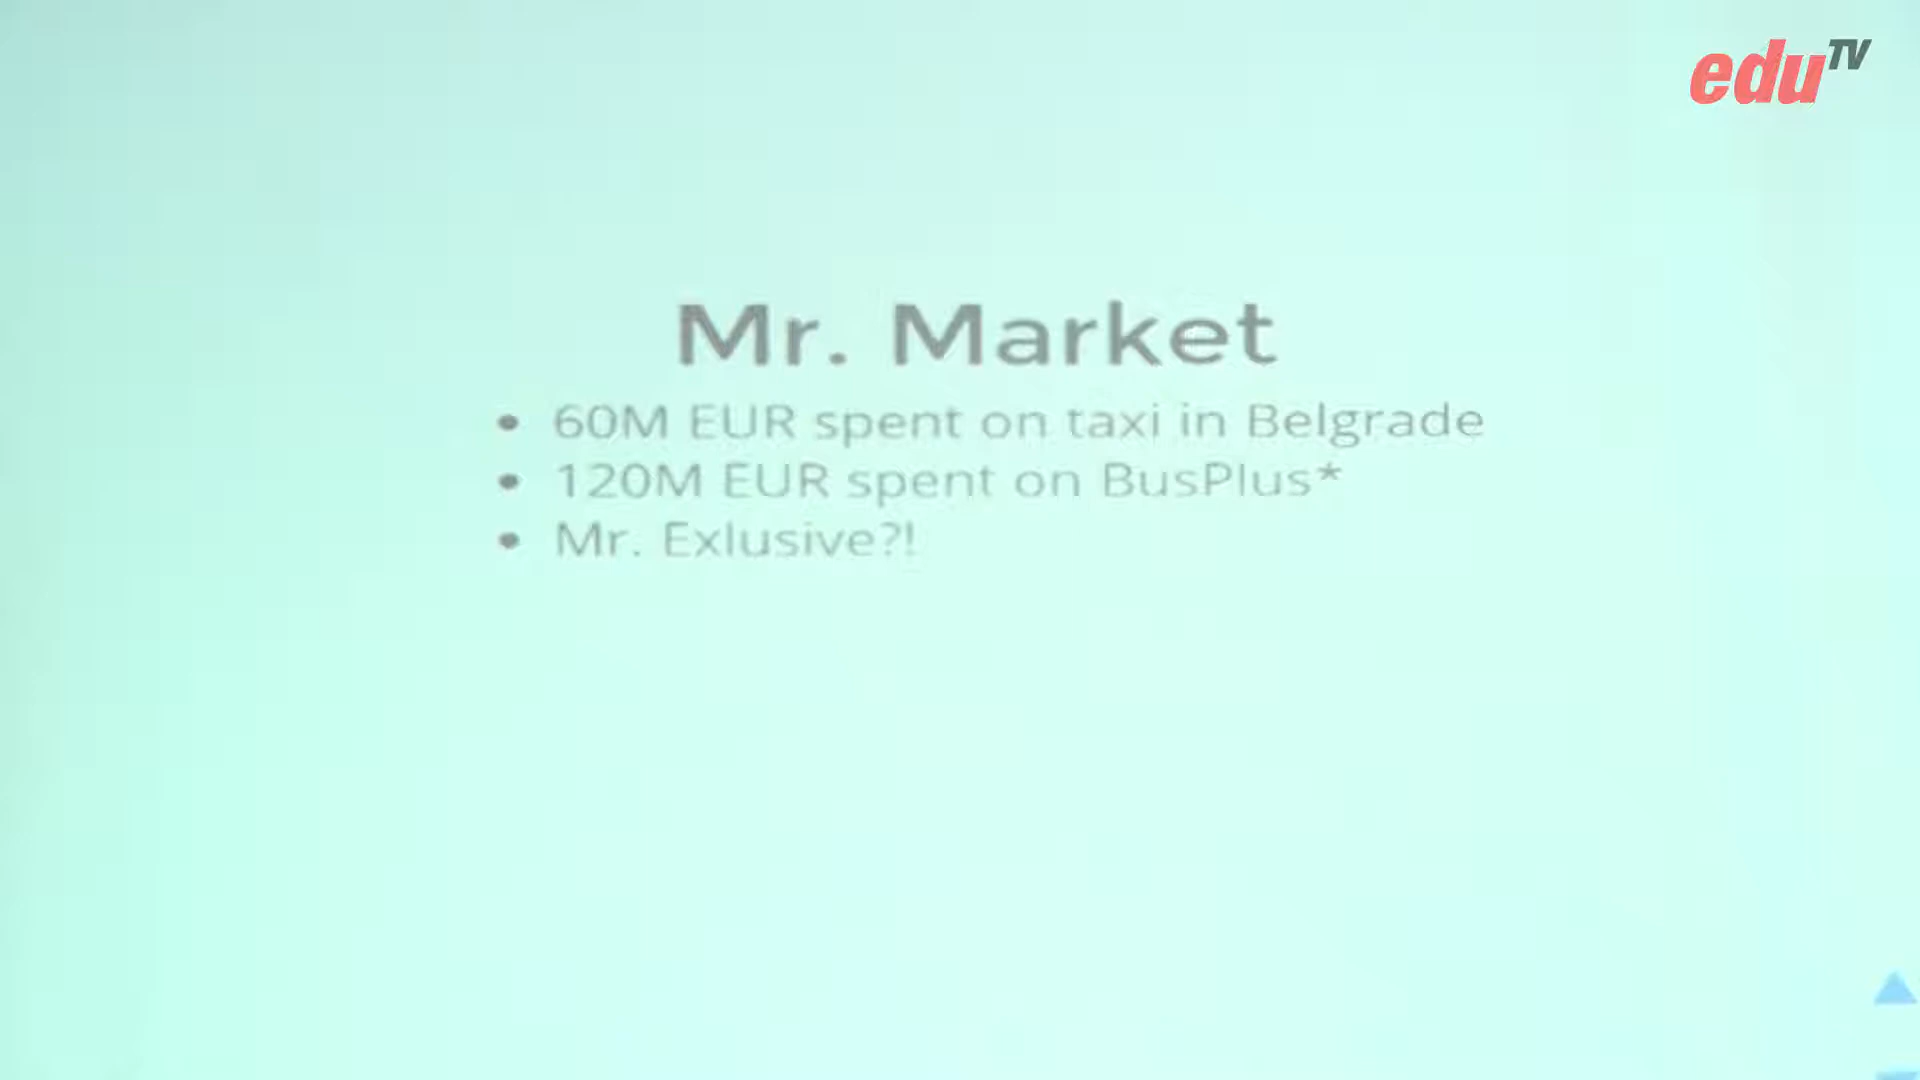 eduTV
Mr. Market
• 60M EUR spent on taxi in Belgrade
• 120M EUR spent on BusPlus*
• Mr. Exlusive?!